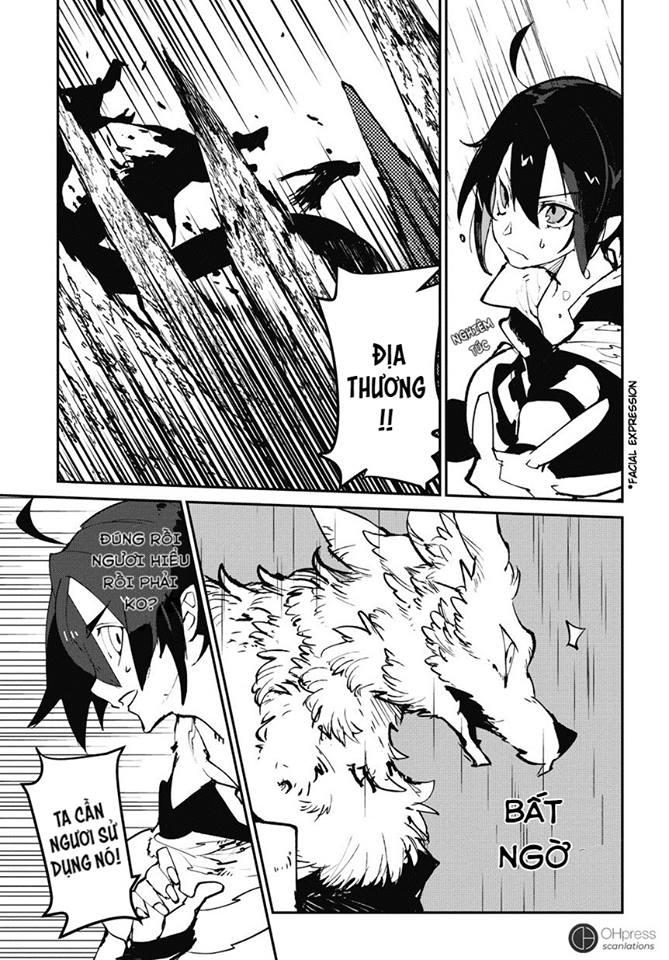 NGHIÊM
TÚC
*FACIAL EXPRESSION
ĐỊA
THƯƠNG
!!
BẤT
NGỜ
ĐÚNG RỒI
NGƯƠI HIỂU
RỒI PHẢI
KO?
TA CẦN
NGƯƠI SỬ
DỤNG NÓ!
OHpress
scanlations